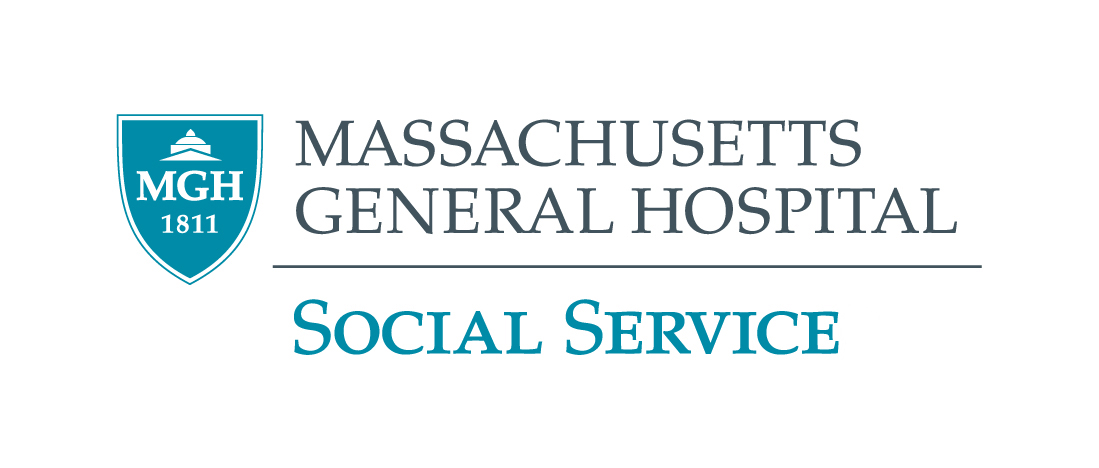 MGH
1811
MASSACHUSETTS
GENERAL HOSPITAL
SOCIAL SERVICE